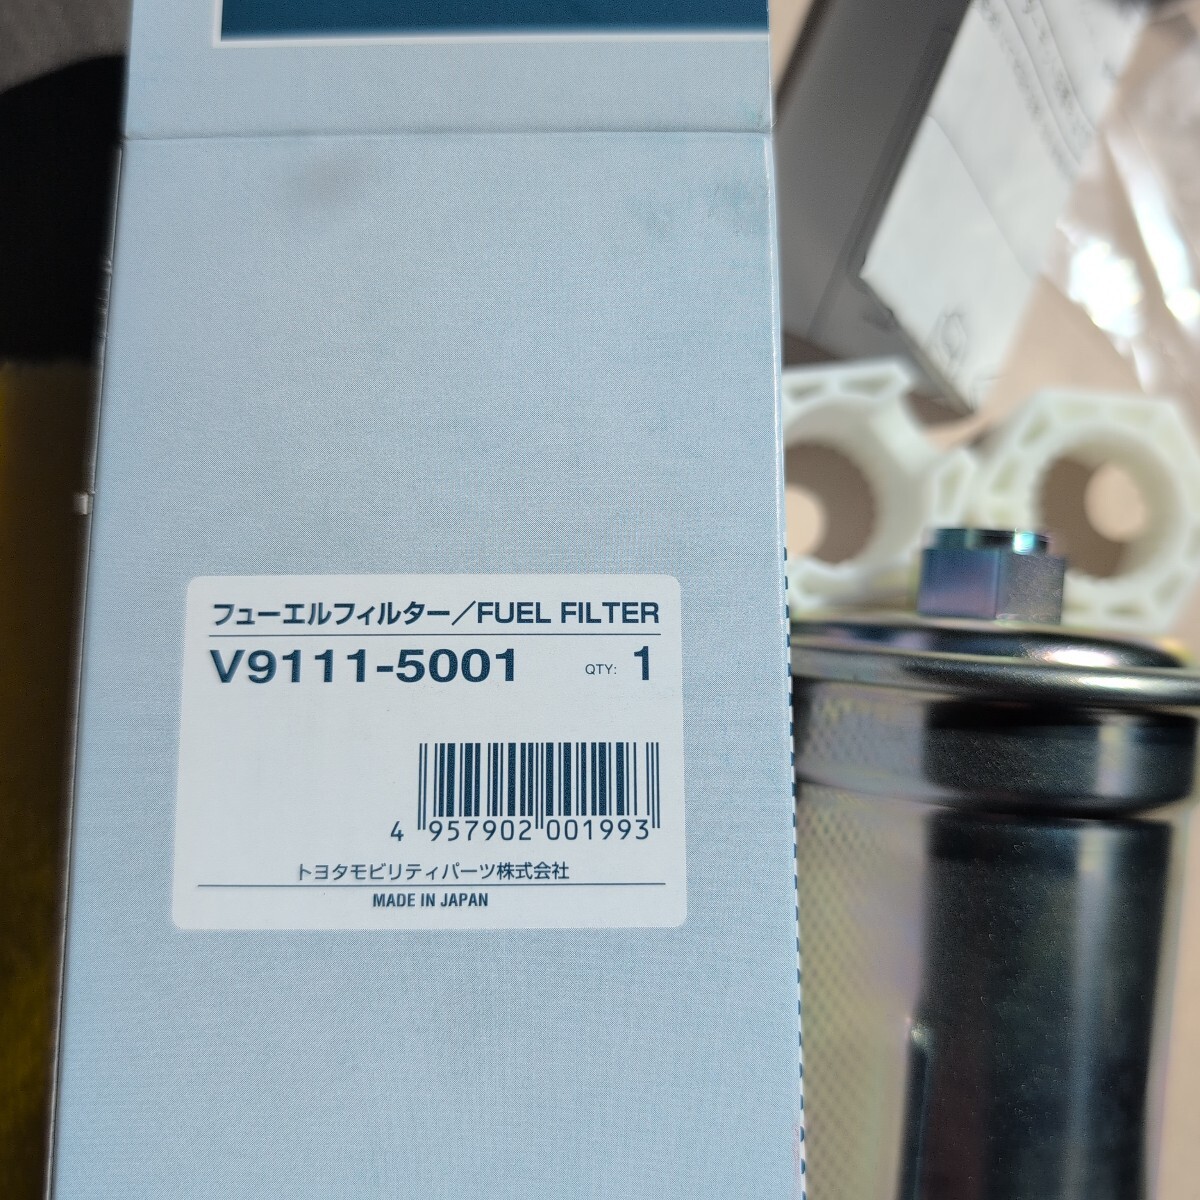 フューエルフィルター／FUEL FILTER
V9111-5001 QTY: 1
4 957902 001993
トヨタモビリティパーツ株式会社
MADE IN JAPAN